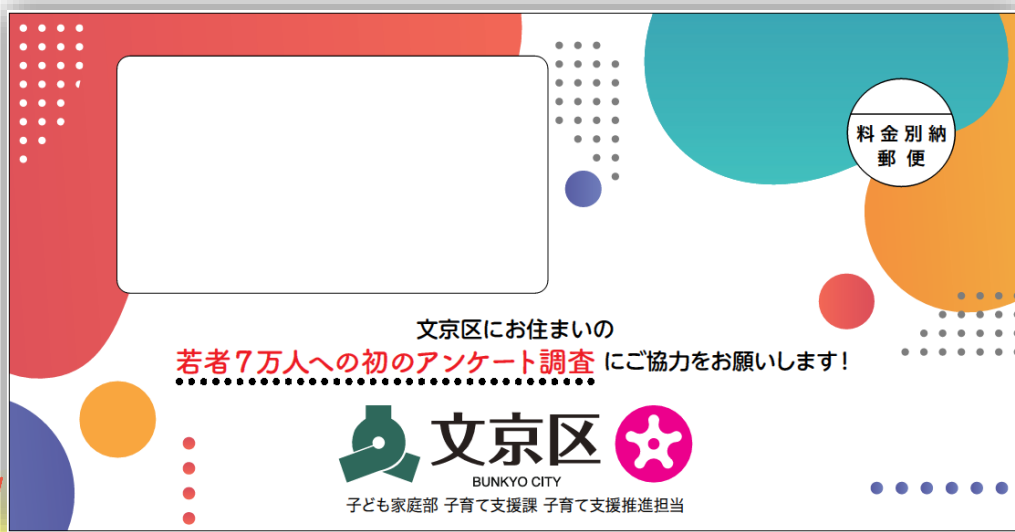 料金別納
郵便
文京区にお住まいの
若者7万人への初のアンケート調査 にご協力をお願いします!
文京区
BUNKYO CITY
子ども家庭部 子育て支援課 子育て支援推進担当